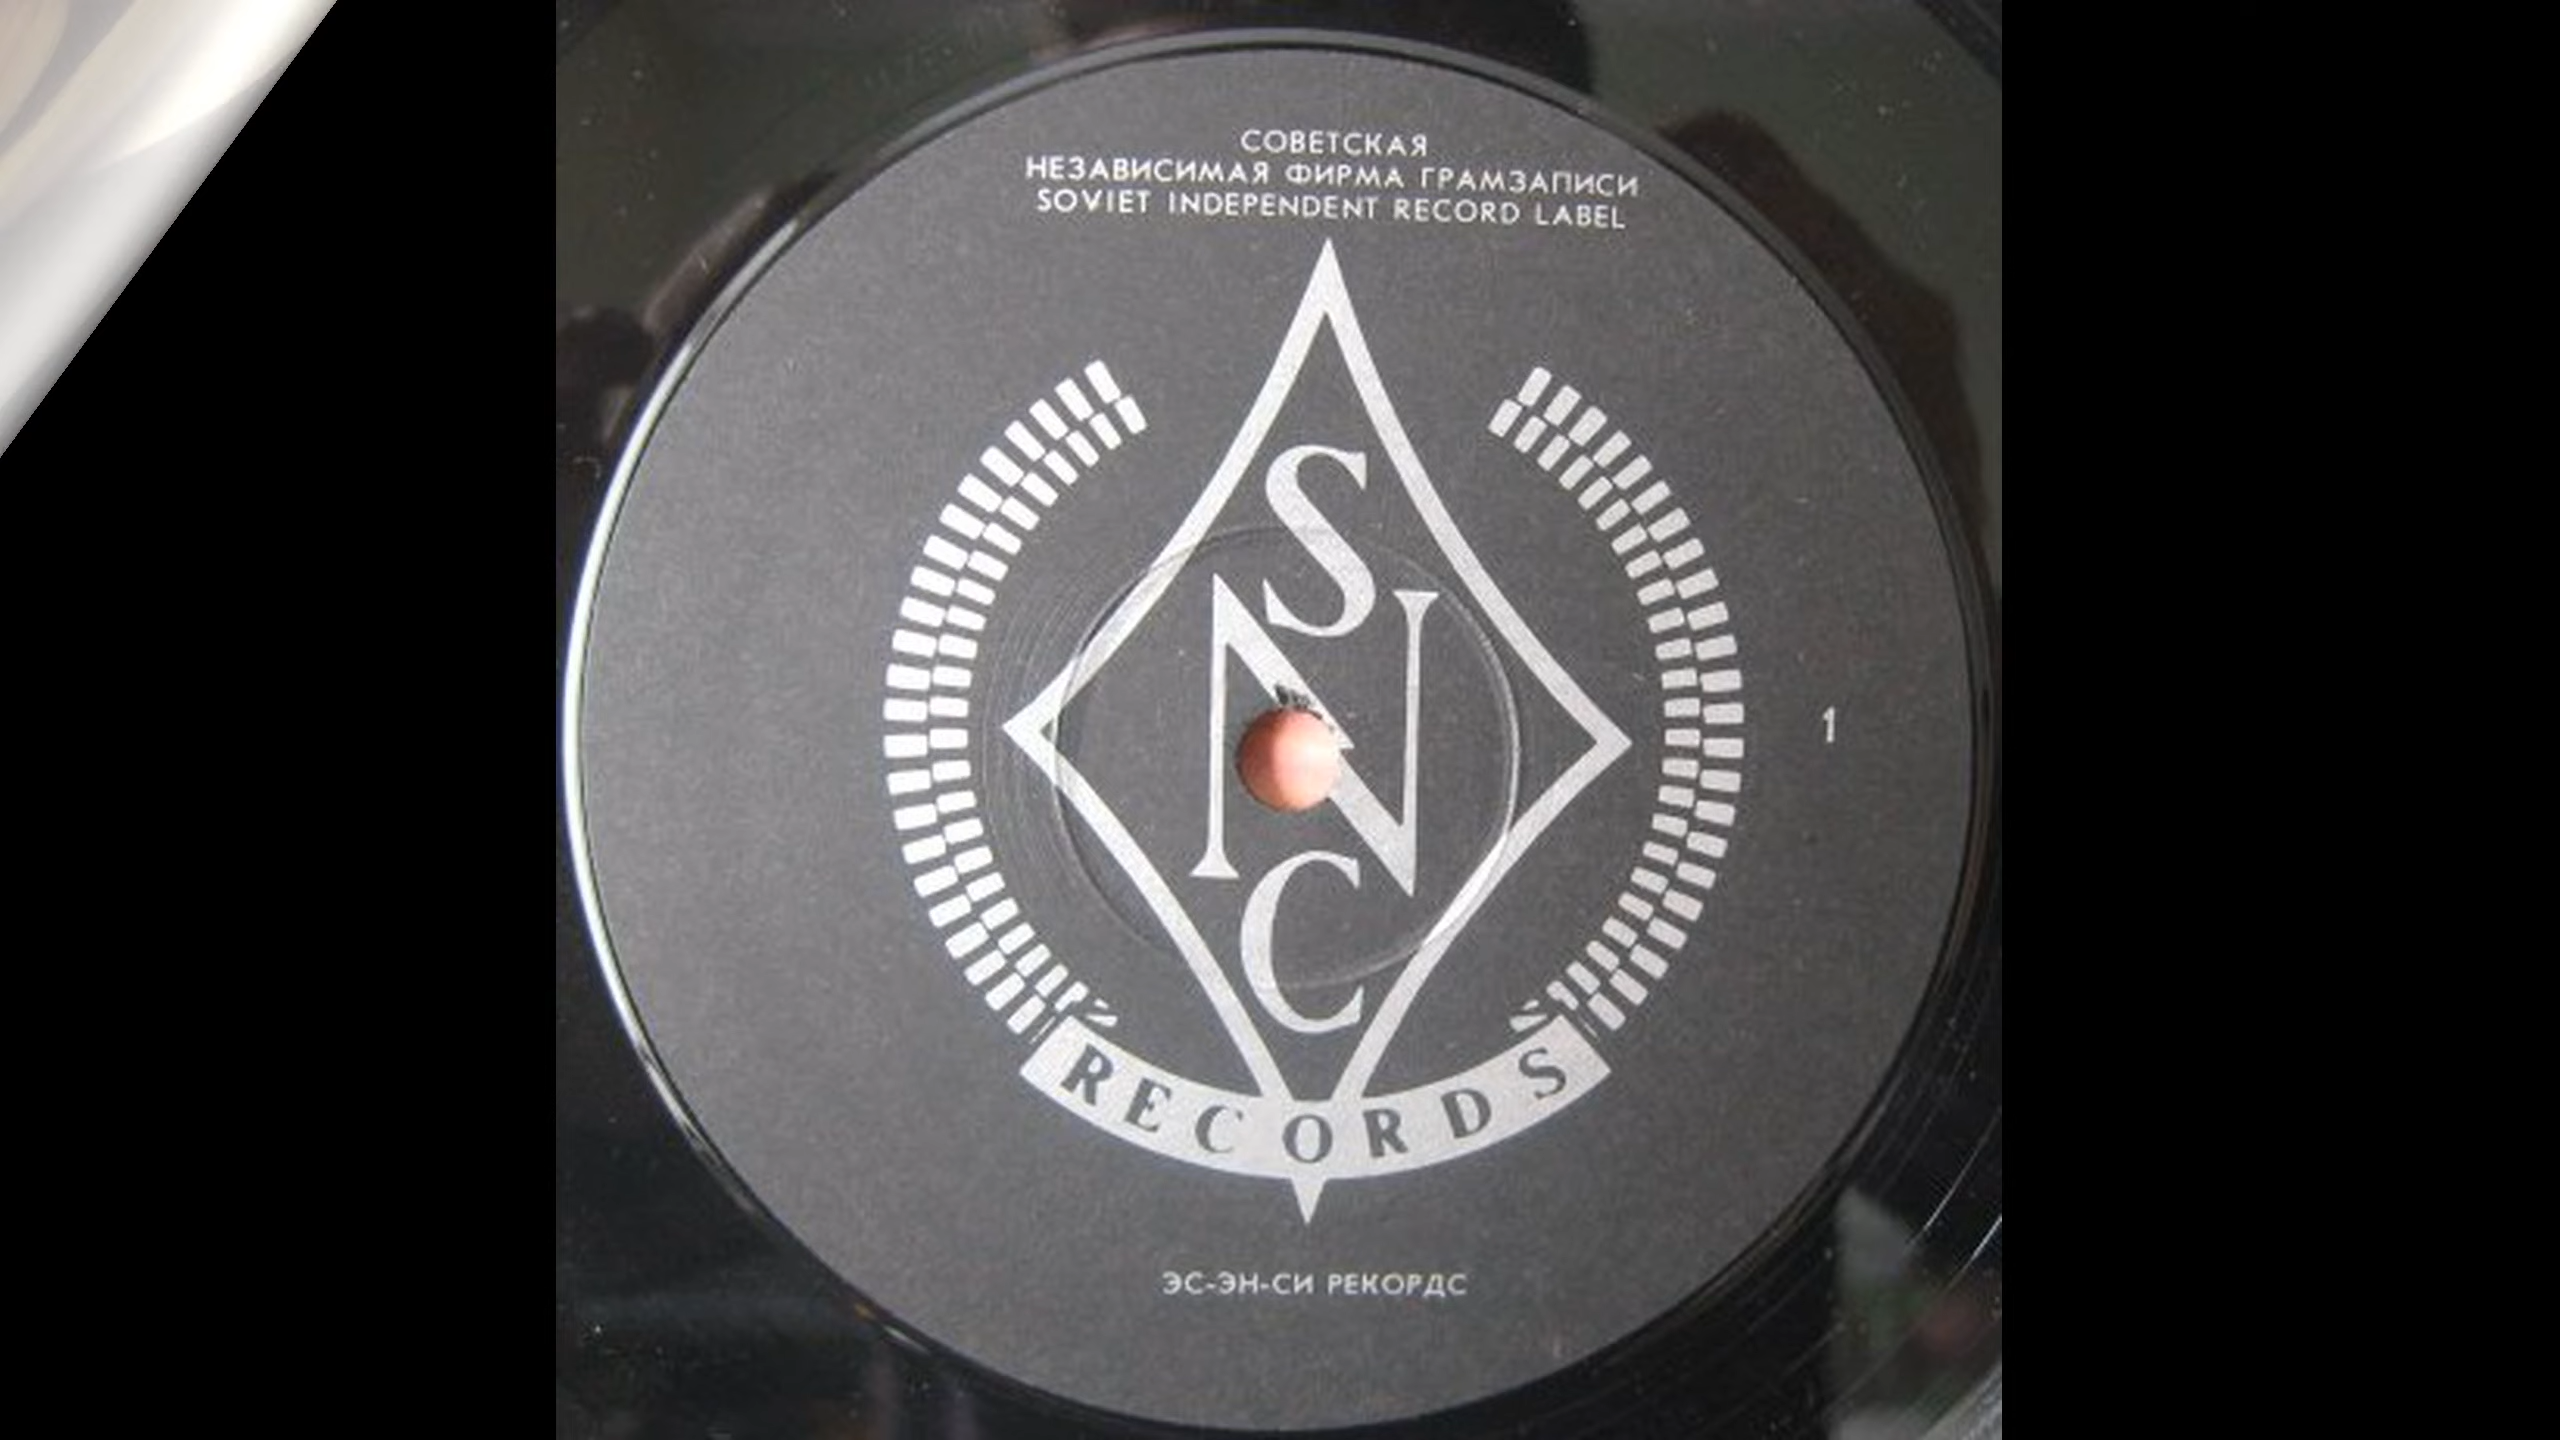 СОВЕТСКАЯ
НЕЗАВИСИМАЯ ФИРМА ГРАМЗАПИСИ
SOVIET INDEPENDENT RECORD LABEL
S
N
C
1
RECORDS
ЭС-ЭН-СИ РЕКОРДС